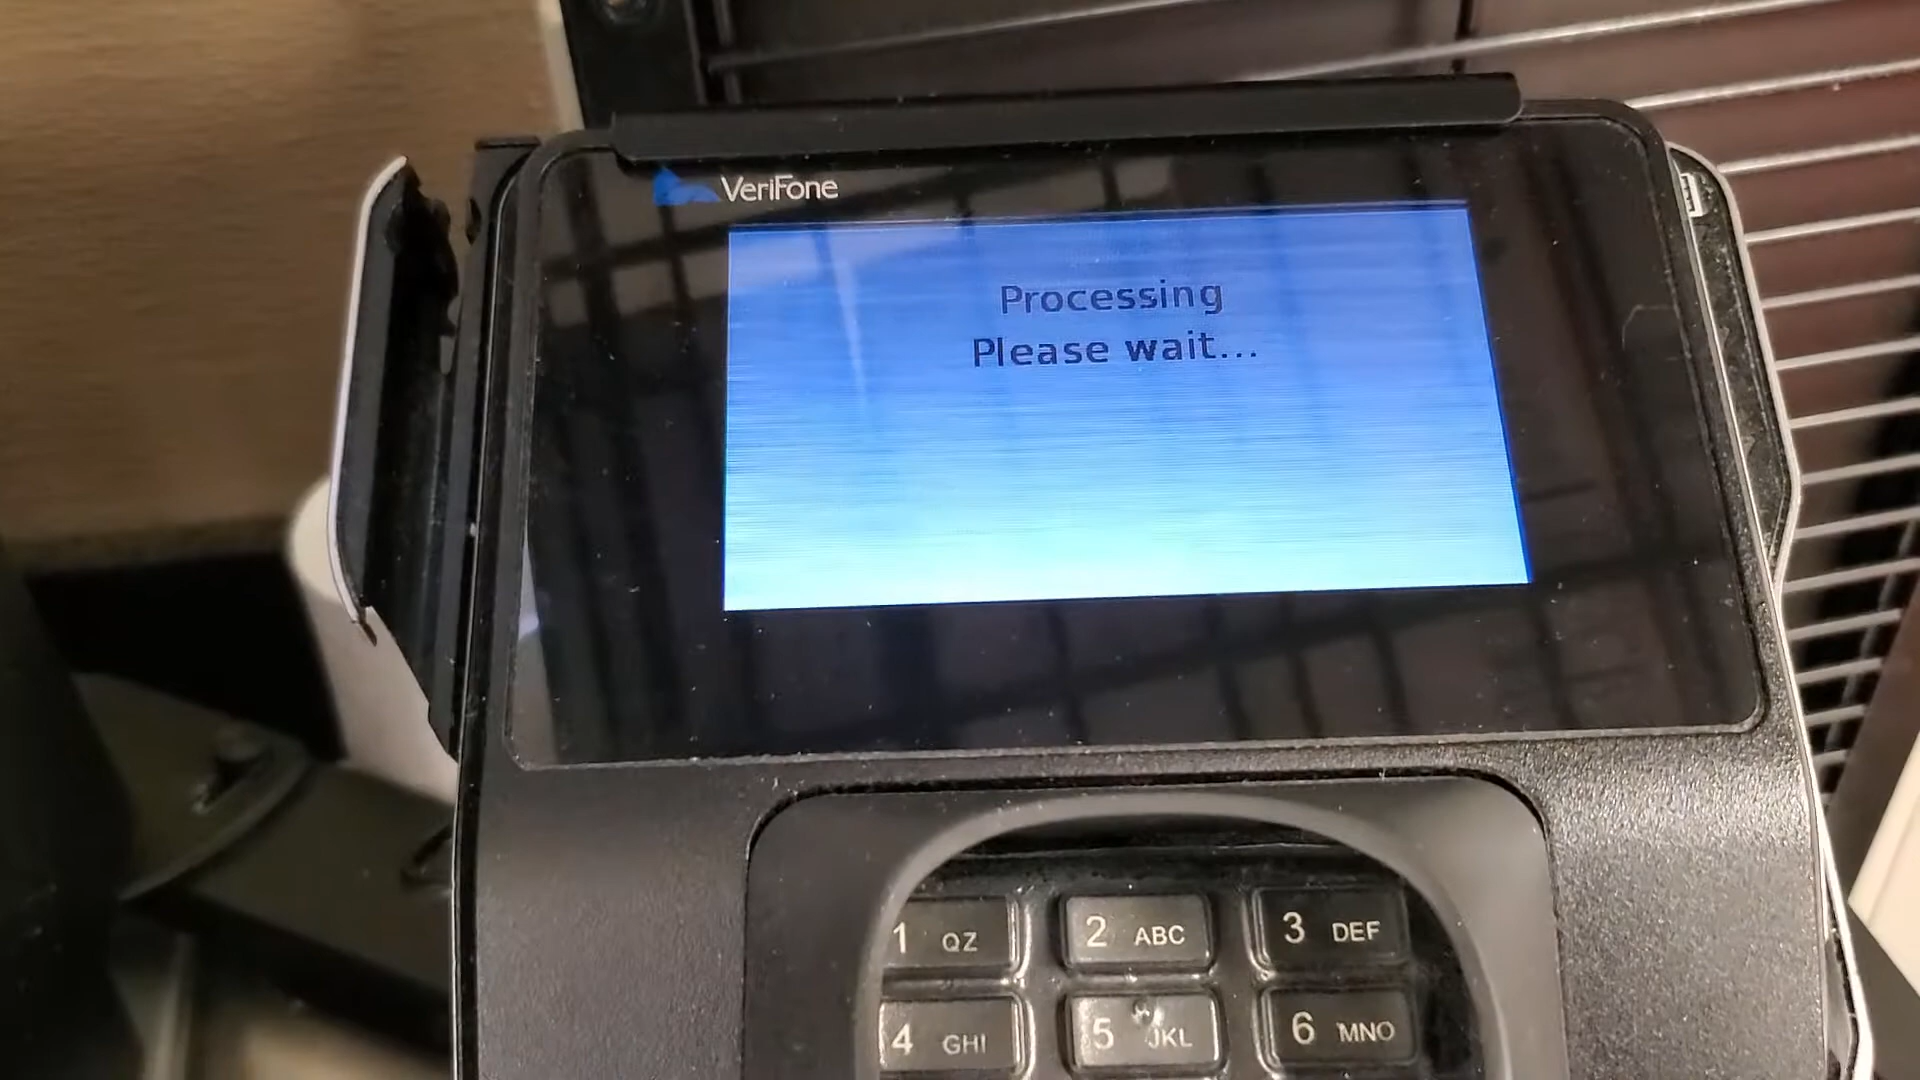 VeriFone
Processing
Please wait...
1 QZ
2 ABC
3 DEF
4 GHI
5 JKL
6 MNO